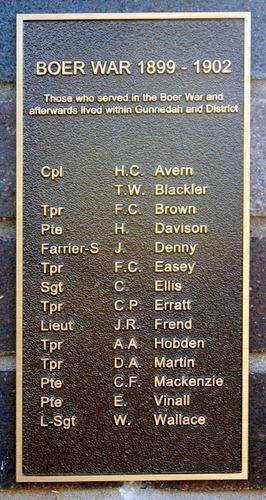 BOER WAR 1899 - 1902
Those who served in the Boer War and
afterwards lived within Gunnedah and District
Cpl H.C. Avern
T.W. Blackler
Tpr F.C. Brown
Pte H. Davison
Farrier-S J. Denny
Tpr F.C. Easey
Sgt C. Ellis
Tpr C.P. Erratt
Lieut J.R. Frend
Tpr A.A. Hobden
Tpr D.A. Martin
Pte C.F. Mackenzie
Pte E. Vinall
L-Sgt W. Wallace